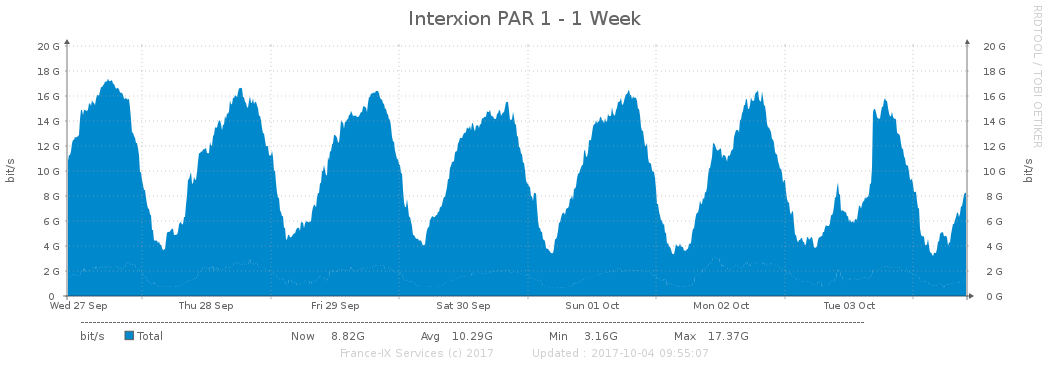 Interxion PAR 1 - 1 Week
RRDTOOL / TOBI OETIKER
bit/s
bit/s
20 G 20 G
18 G 18 G
16 G 16 G
14 G 14 G
12 G 12 G
10 G 10 G
8 G 8 G
6 G 6 G
4 G 4 G
2 G 2 G
0 0 G
Wed 27 Sep Thu 28 Sep Fri 29 Sep Sat 30 Sep Sun 01 Oct Mon 02 Oct Tue 03 Oct
bit/s Total Now 8.82G Avg 10.29G Min 3.16G Max 17.37G
France-IX Services (c) 2017 Updated : 2017-10-04 09:55:07